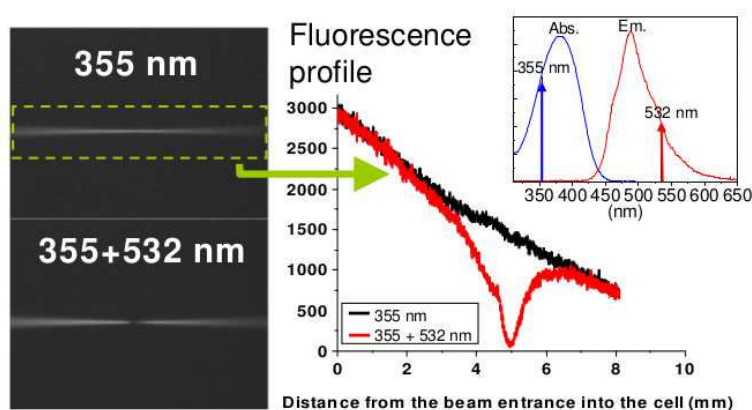 355 nm
355+532 nm
Fluorescence
profile
3000
2500
2000
1500
1000
500
0
0 2 4 6 8 10
355 nm
355 + 532 nm
Distance from the beam entrance into the cell (mm)
Abs. Em.
355 nm
532 nm
350 400 450 500 550 600 650
(nm)